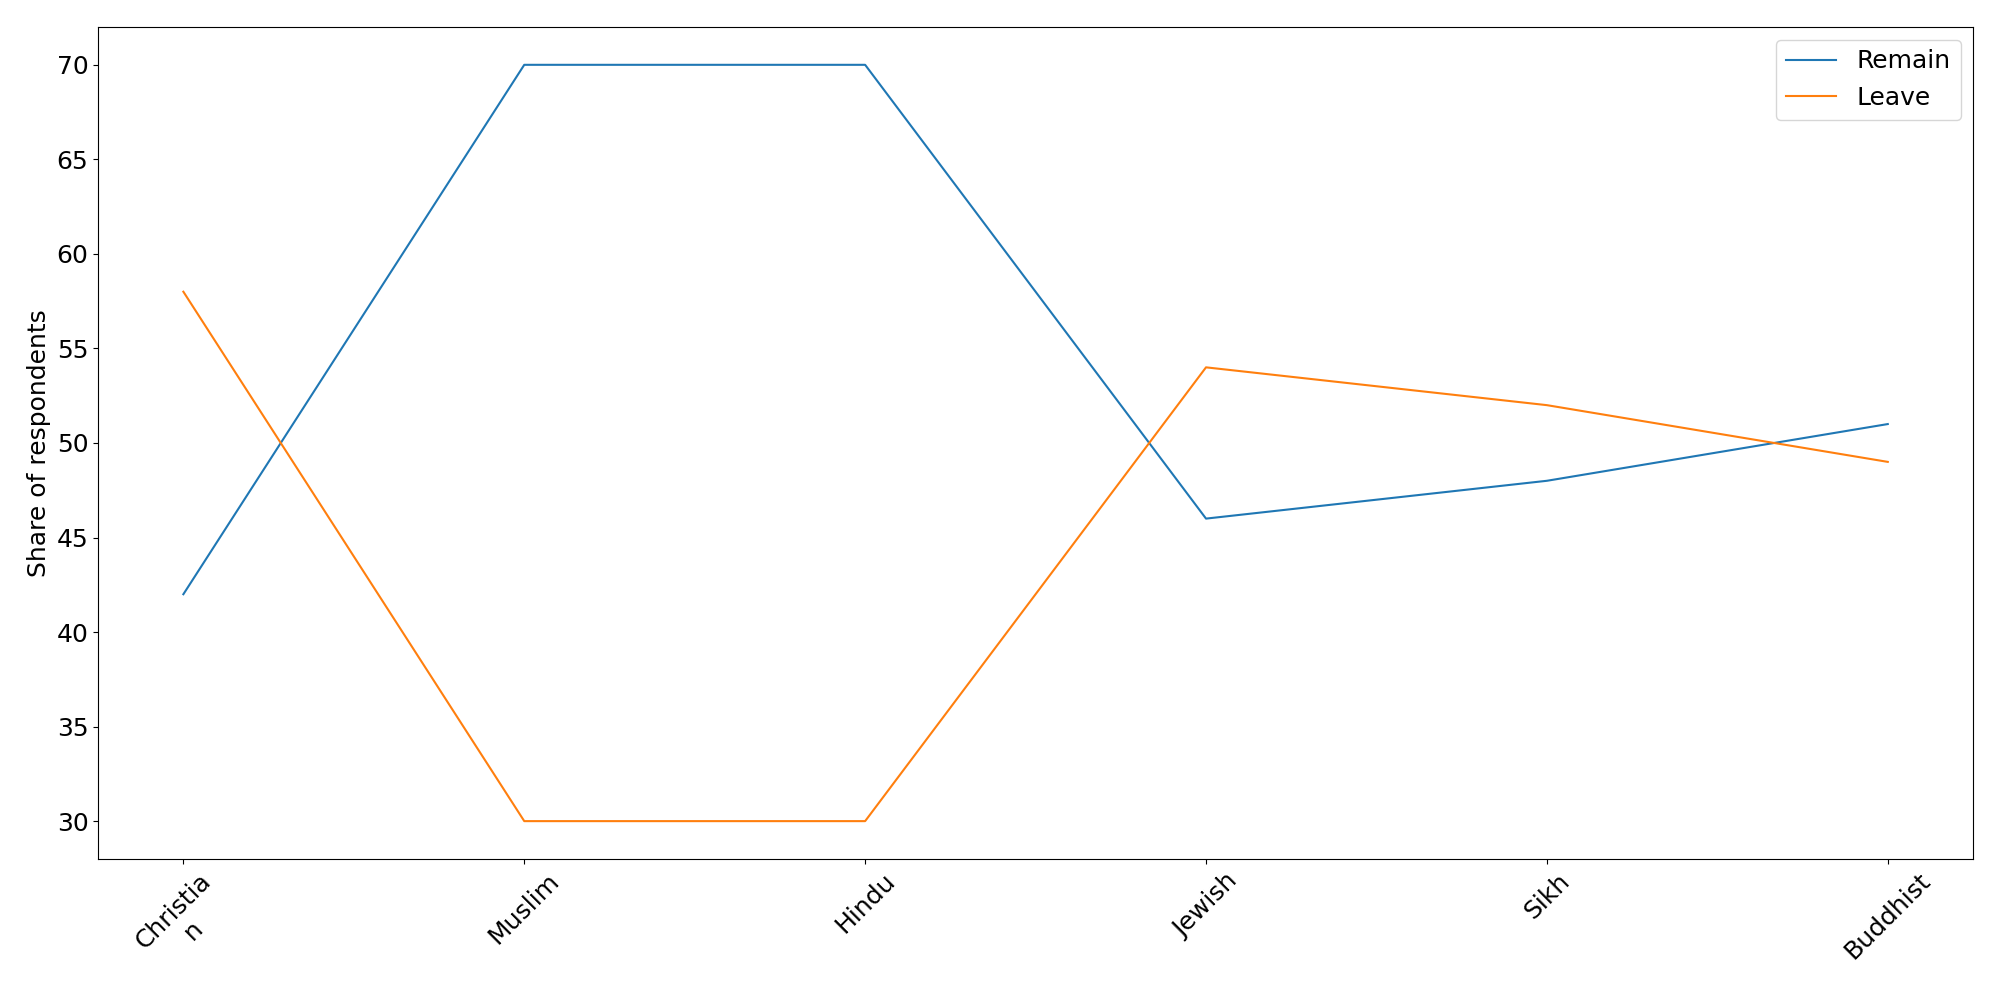 Remain
Leave
70
65
60
55
50
45
40
35
30
Share of respondents
Christia
n
Muslim
Hindu
Jewish
Sikh
Buddhist